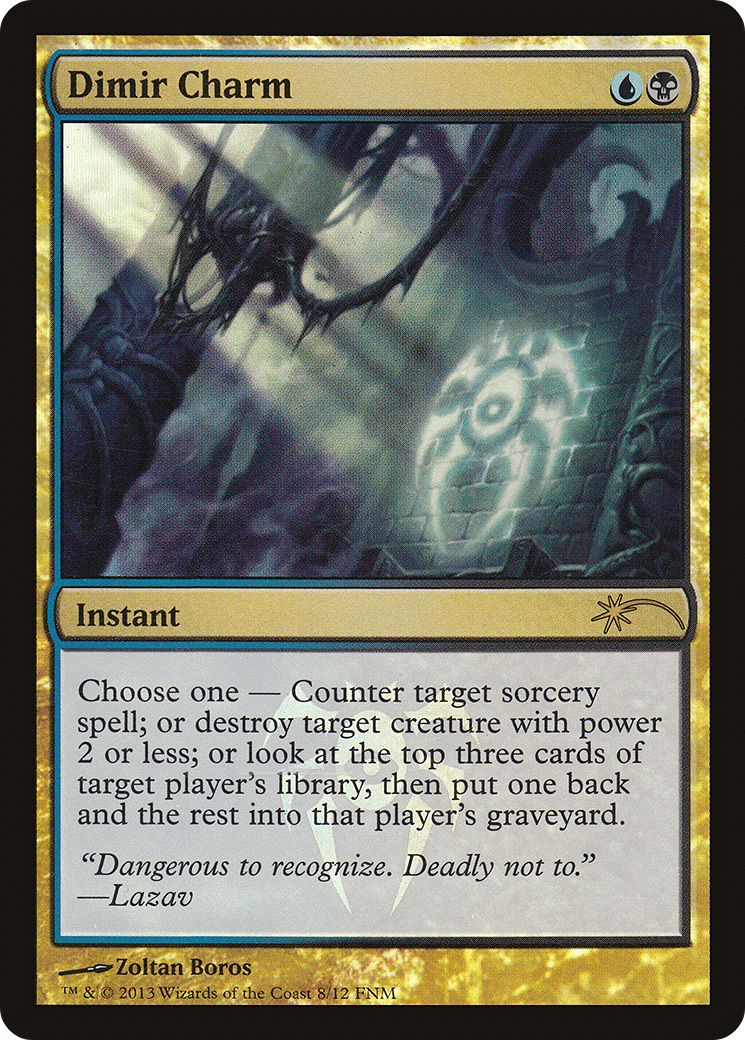 Dimir Charm
Instant
Choose one — Counter target sorcery
spell; or destroy target creature with power
2 or less; or look at the top three cards of
target player's library, then put one back
and the rest into that player's graveyard.
“Dangerous to recognize. Deadly not to.”
—Lazav
Zoltan Boros
™ & © 2013 Wizards of the Coast 8/12 FNM